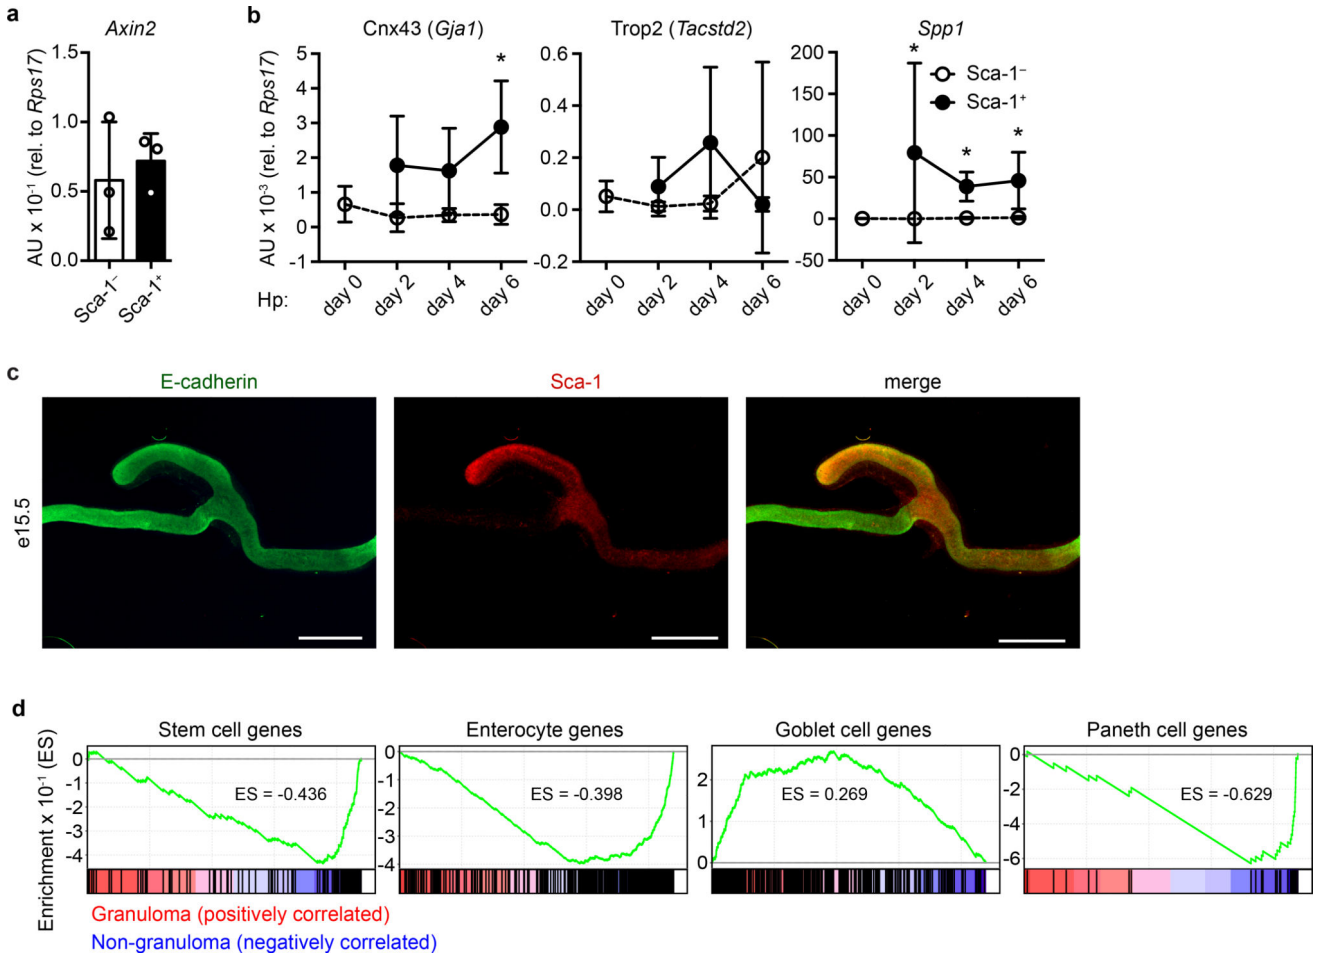 a
Axin2
AU x 10⁻¹ (rel. to Rps17)
1.5
1.0
0.5
0.0
Sca-1⁻
Sca-1⁺
b
Cnx43 (Gja1)
AU x 10⁻³ (rel. to Rps17)
5
4
3
2
1
0
-1
*
Hp:
day 0
day 2
day 4
day 6
Trop2 (Tacstd2)
0.6
0.4
0.2
0.0
-0.2
day 0
day 2
day 4
day 6
Spp1
200
150
100
50
0
-50
*
*
*
Sca-1⁻
Sca-1⁺
day 0
day 2
day 4
day 6
c
E-cadherin
Sca-1
merge
e15.5
d
Enrichment x 10⁻¹ (ES)
Stem cell genes
0
-1
-2
-3
-4
ES = -0.436
Enterocyte genes
0
-1
-2
-3
-4
ES = -0.398
Goblet cell genes
2
1
0
ES = 0.269
Paneth cell genes
0
-2
-4
-6
ES = -0.629
Granuloma (positively correlated)
Non-granuloma (negatively correlated)